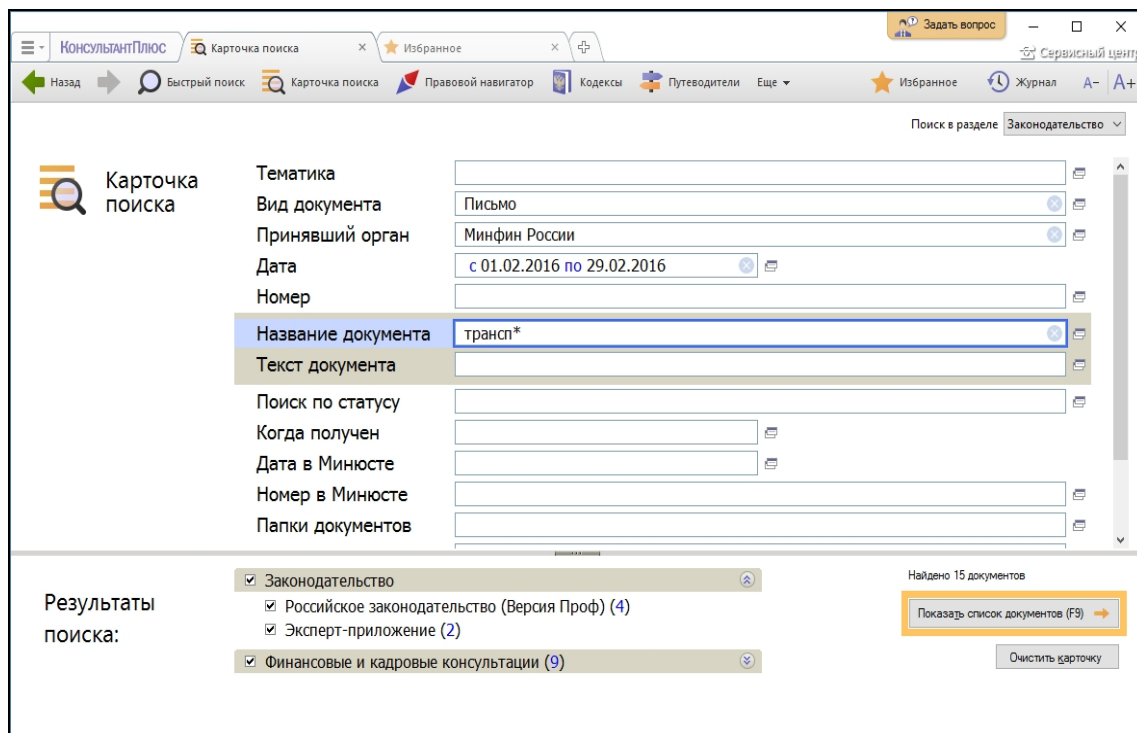 Задать вопрос
КонсультантПлюс Карточка поиска Избранное
Сервисный центр
Назад Быстрый поиск Карточка поиска Правовой навигатор Кодексы Путеводители Еще Избранное Журнал А- А+
Поиск в разделе Законодательство
Карточка поиска
Тематика
Вид документа Письмо
Принявший орган Минфин России
Дата с 01.02.2016 по 29.02.2016
Номер
Название документа трансп*
Текст документа
Поиск по статусу
Когда получен
Дата в Минюсте
Номер в Минюсте
Папки документов
Результаты поиска:
Законодательство
Российское законодательство (Версия Проф) (4)
Эксперт-приложение (2)
Финансовые и кадровые консультации (9)
Найдено 15 документов
Показать список документов (F9)
Очистить карточку